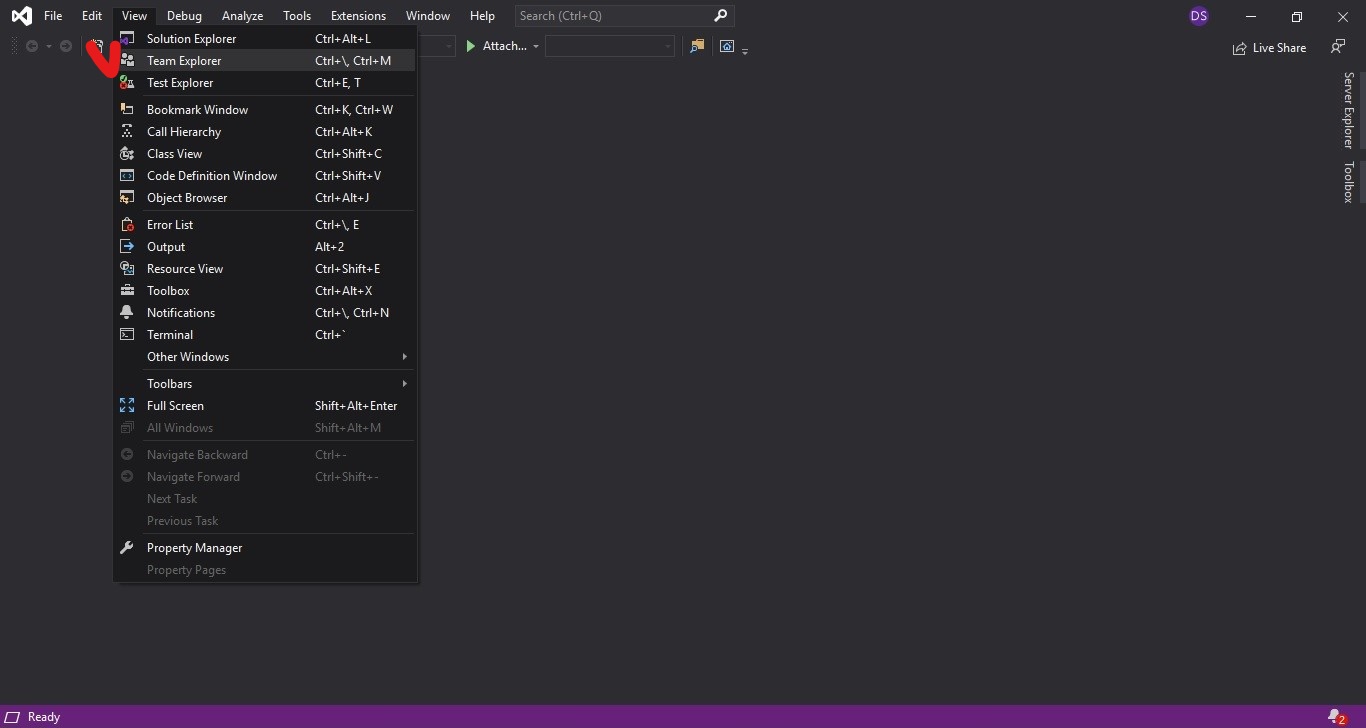 File Edit View Debug Analyze Tools Extensions Window Help Search (Ctrl+Q) DS
Attach... Live Share
Solution Explorer Ctrl+Alt+L
Team Explorer Ctrl+\, Ctrl+M
Test Explorer Ctrl+E, T
Bookmark Window Ctrl+K, Ctrl+W
Call Hierarchy Ctrl+Alt+K
Class View Ctrl+Shift+C
Code Definition Window Ctrl+Shift+V
Object Browser Ctrl+Alt+J
Error List Ctrl+\, E
Output Alt+2
Resource View Ctrl+Shift+E
Toolbox Ctrl+Alt+X
Notifications Ctrl+\, Ctrl+N
Terminal Ctrl+`
Other Windows
Toolbars
Full Screen Shift+Alt+Enter
All Windows Shift+Alt+M
Navigate Backward Ctrl+-
Navigate Forward Ctrl+Shift+-
Next Task
Previous Task
Property Manager
Property Pages
Server Explorer
Toolbox
Ready 2